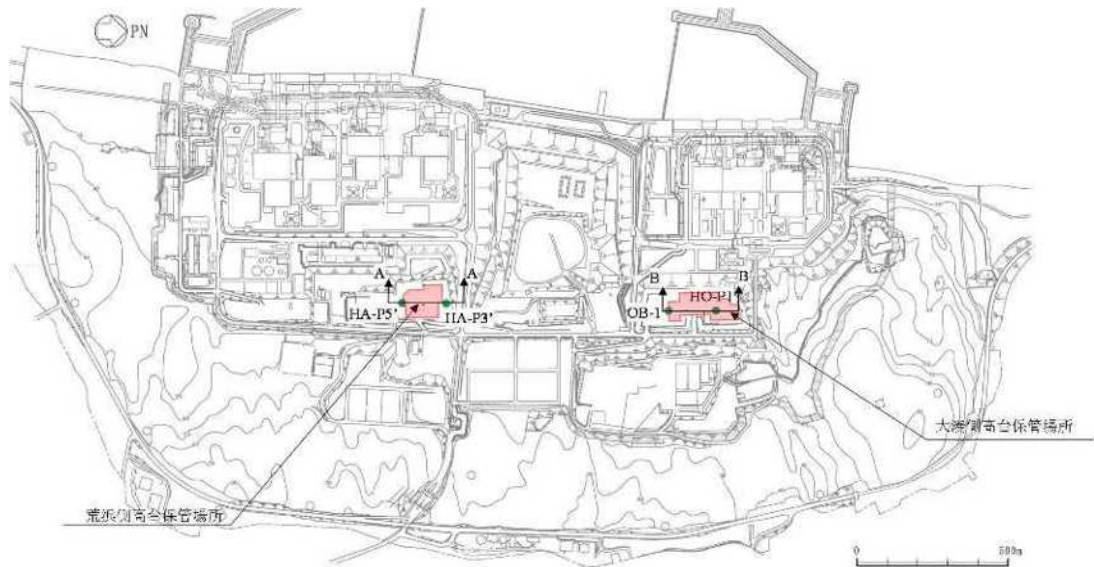 PN
A
A
HA-P5'
HA-P3'
B
B
HO-P1
OB-1
大湊側高台保管場所
荒浜側高台保管場所
0
500m